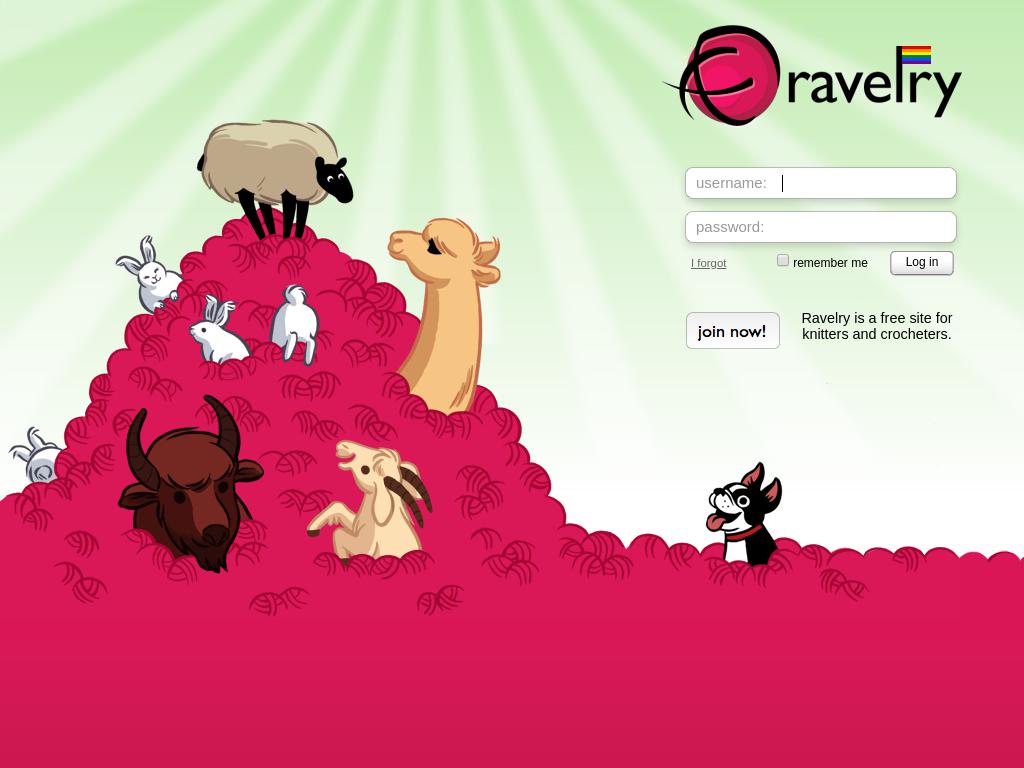 ravelry
username:
password:
I forgot
remember me
Log in
join now!
Ravelry is a free site for
knitters and crocheters.